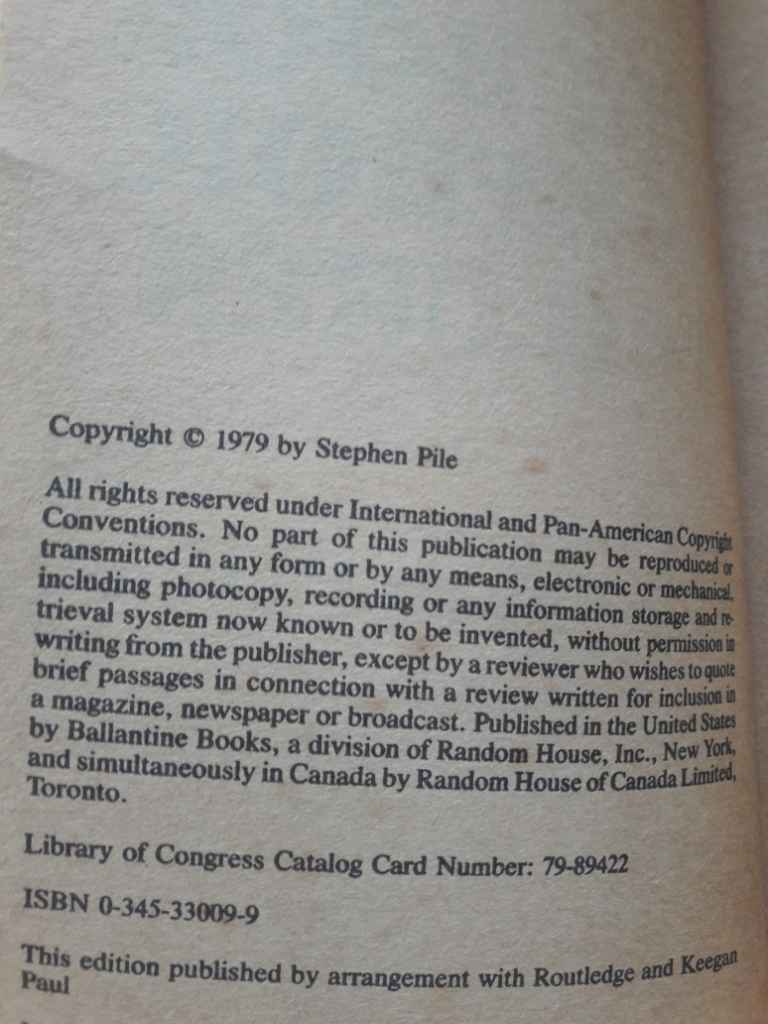 Copyright © 1979 by Stephen Pile
All rights reserved under International and Pan-American Copyright
Conventions. No part of this publication may be reproduced or
transmitted in any form or by any means, electronic or mechanical,
including photocopy, recording or any information storage and re-
trieval system now known or to be invented, without permission in
writing from the publisher, except by a reviewer who wishes to quote
brief passages in connection with a review written for inclusion in
a magazine, newspaper or broadcast. Published in the United States
by Ballantine Books, a division of Random House, Inc., New York,
and simultaneously in Canada by Random House of Canada Limited,
Toronto.
Library of Congress Catalog Card Number: 79-89422
ISBN 0-345-33009-9
This edition published by arrangement with Routledge and Keegan
Paul